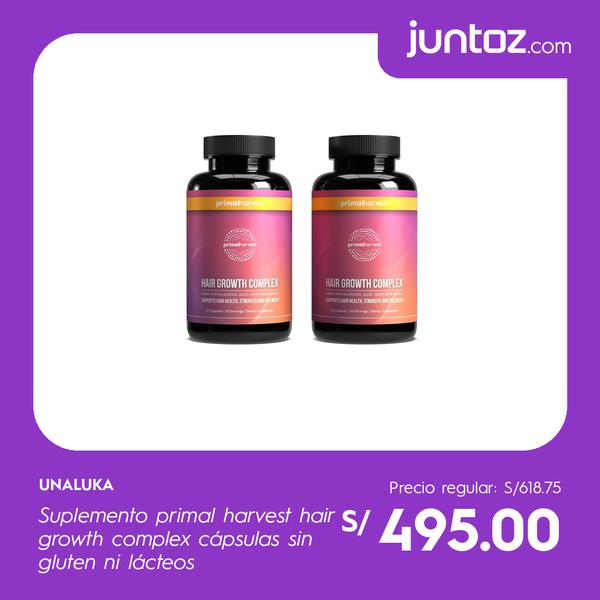 juntoz.com
primalharvest
primalharvest
HAIR GROWTH COMPLEX
SUPPORTS HAIR HEALTH, STRENGTH AND
primalharvest
primalharvest
HAIR GROWTH COMPLEX
SUPPORTS HAIR HEALTH, STRENGTH AND
UNALUKA
Suplemento primal harvest hair
growth complex cápsulas sin
gluten ni lácteos
Precio regular: S/618.75
S/ 495.00